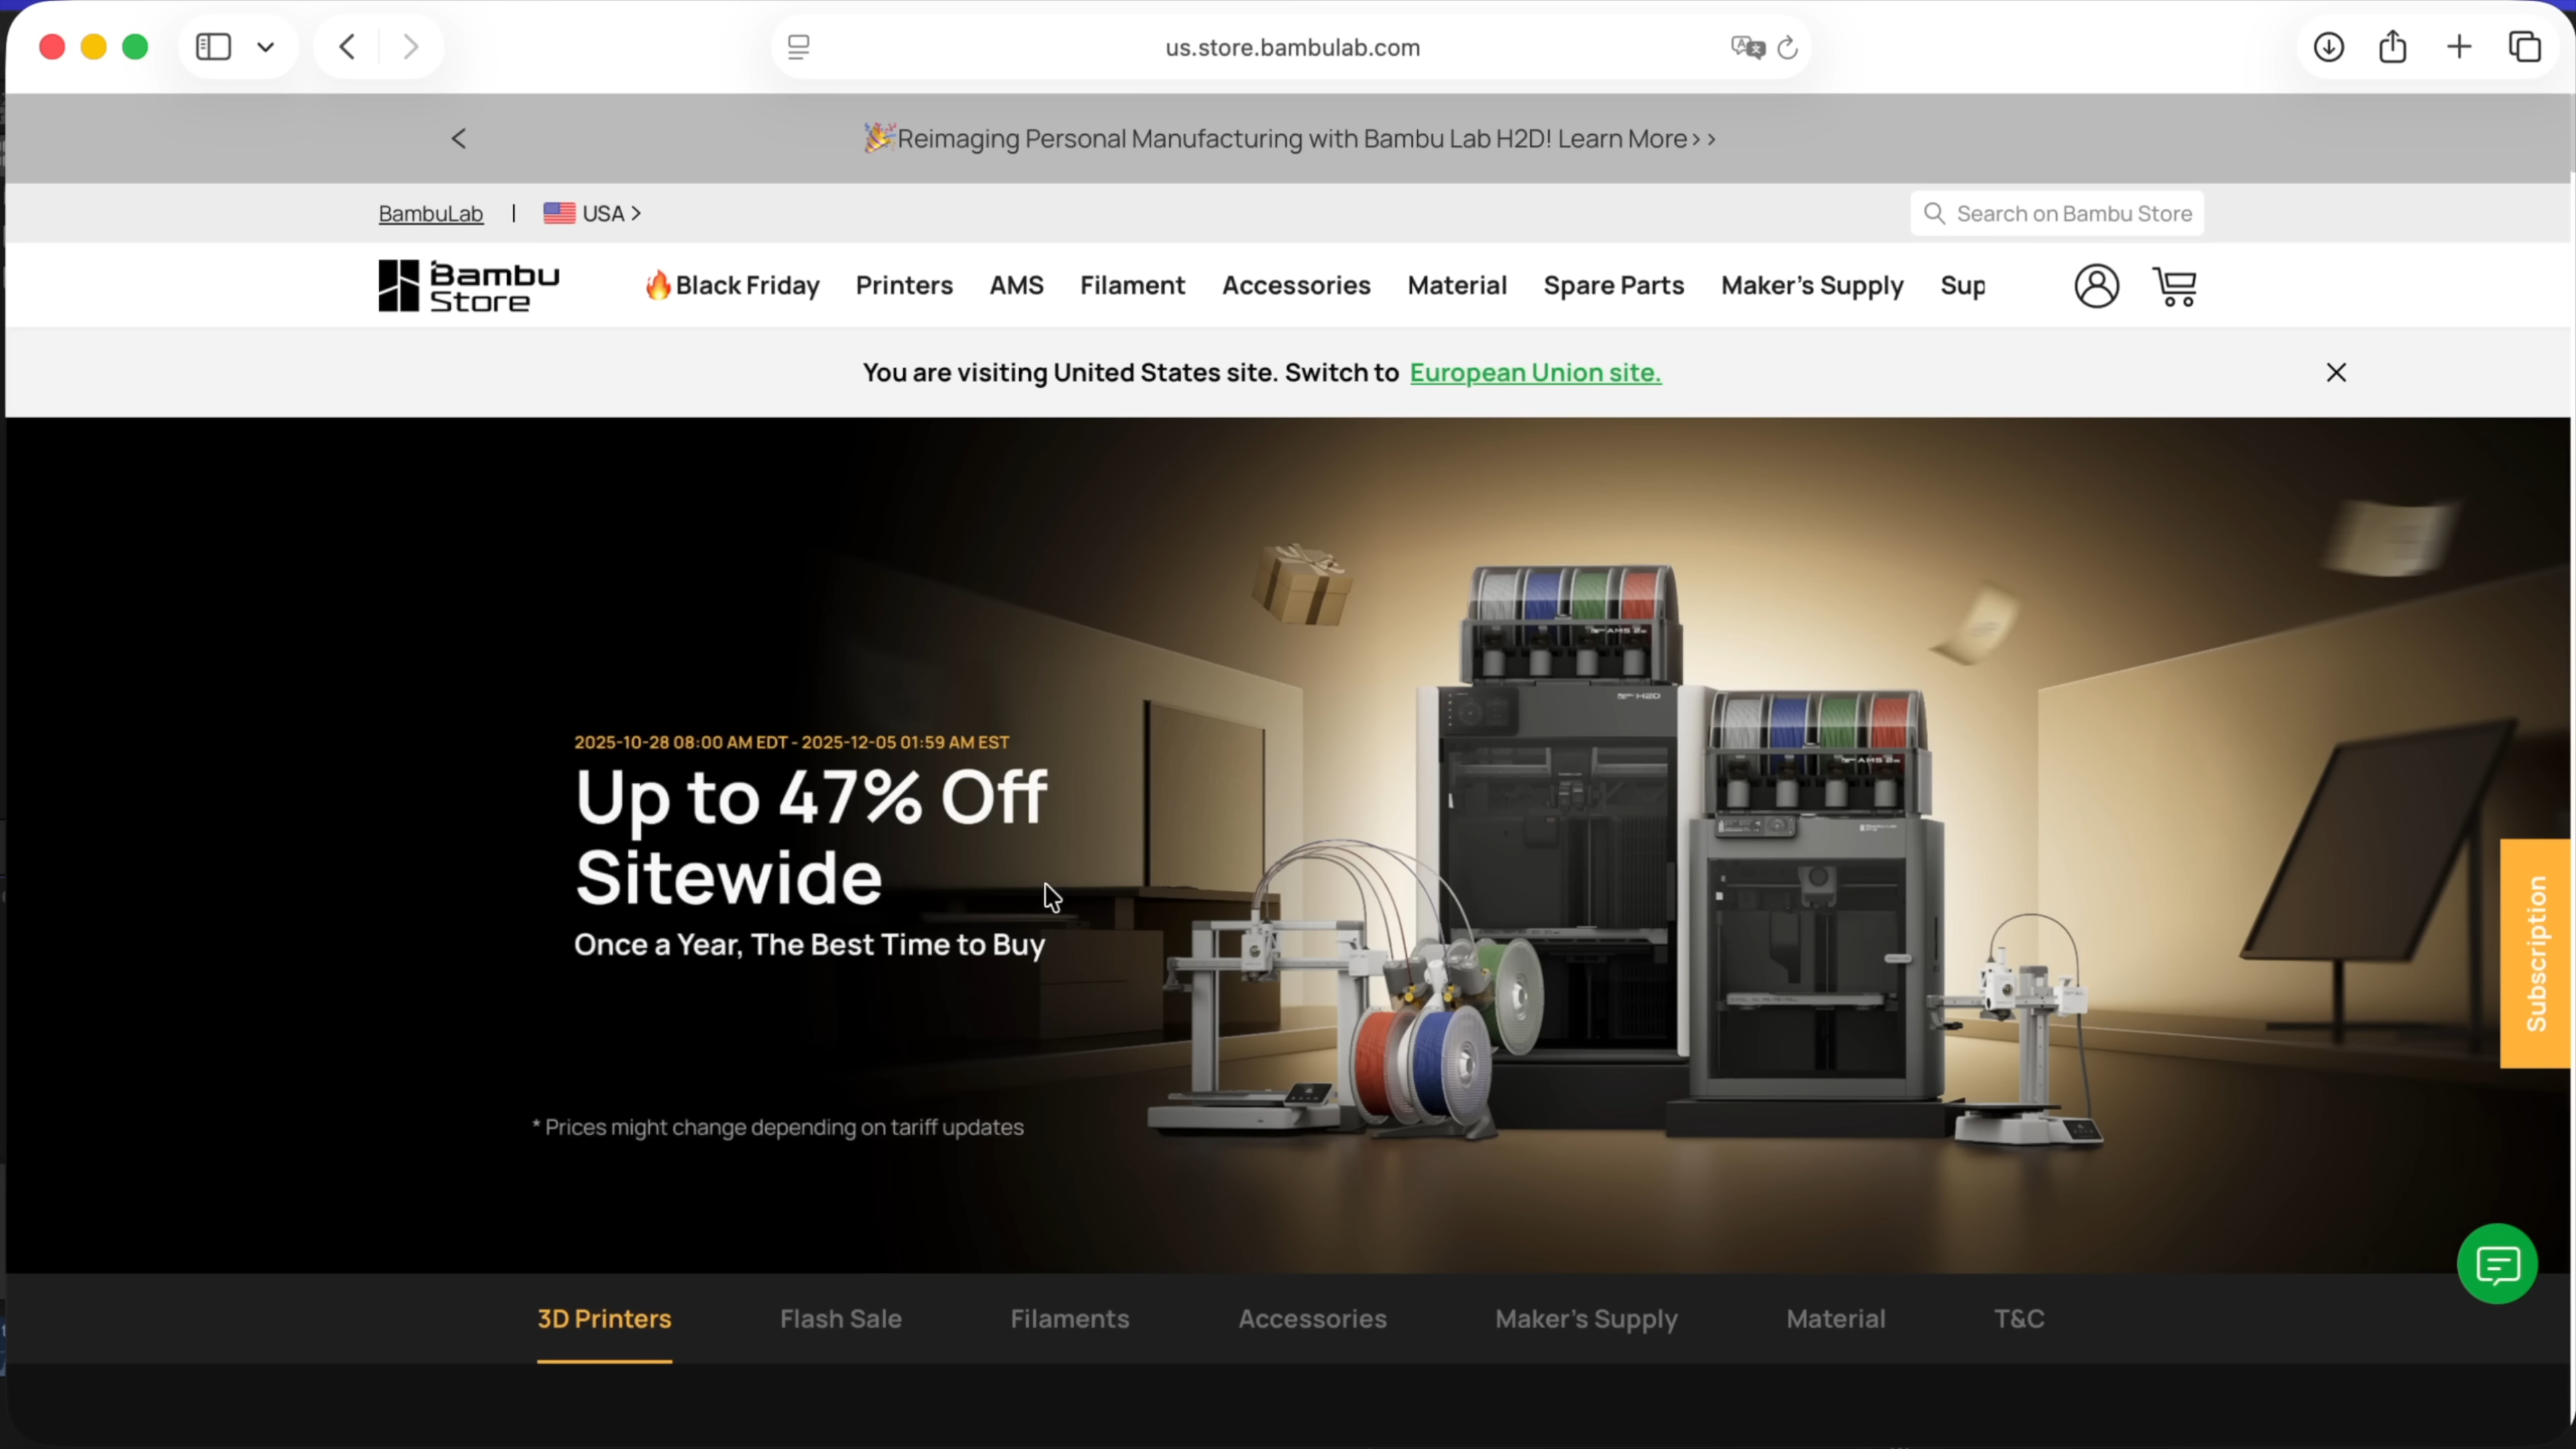 us.store.bambulab.com
🎉Reimaging Personal Manufacturing with Bambu Lab H2D! Learn More>>
BambuLab | USA >
Search on Bambu Store
Bambu Store
🔥Black Friday Printers AMS Filament Accessories Material Spare Parts Maker's Supply Sup
You are visiting United States site. Switch to European Union site.
2025-10-28 08:00 AM EDT - 2025-12-05 01:59 AM EST
Up to 47% Off
Sitewide
Once a Year, The Best Time to Buy
* Prices might change depending on tariff updates
H2D
Subscription
3D Printers Flash Sale Filaments Accessories Maker's Supply Material T&C